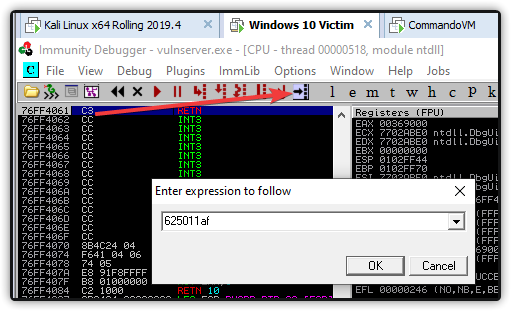 Kali Linux x64 Rolling 2019.4 × Windows 10 Victim × CommandoVM
Immunity Debugger - vulnserver.exe - [CPU - thread 00000518, module ntdll]
C File View Debug Plugins ImmLib Options Window Help Jobs
l e m t w h c p k
76FF4061 C3 RETN
76FF4062 CC INT3
76FF4063 CC INT3
76FF4064 CC INT3
76FF4065 CC INT3
76FF4066 CC INT3
76FF4067 CC INT3
76FF4068 CC
76FF4069 CC
76FF406A CC
76FF406B CC
76FF406C CC
76FF406D CC
76FF406E CC
76FF406F CC
76FF4070 8B4C24 04
76FF4074 F641 04 06
76FF4078 74 05
76FF407A E8 91F8FFFF
76FF407F B8 01000000
76FF4084 C2 1000 RETN 10
Registers (FPU)
EAX 00369000
ECX 7702ABE0 ntdll.DbgUi
EDX 7702ABE0 ntdll.DbgUi
EBX 00000000
ESP 0102FF44
EBP 0102FF70
Enter expression to follow
625011af
OK Cancel
EFL 00000246 (NO,NB,E,BE